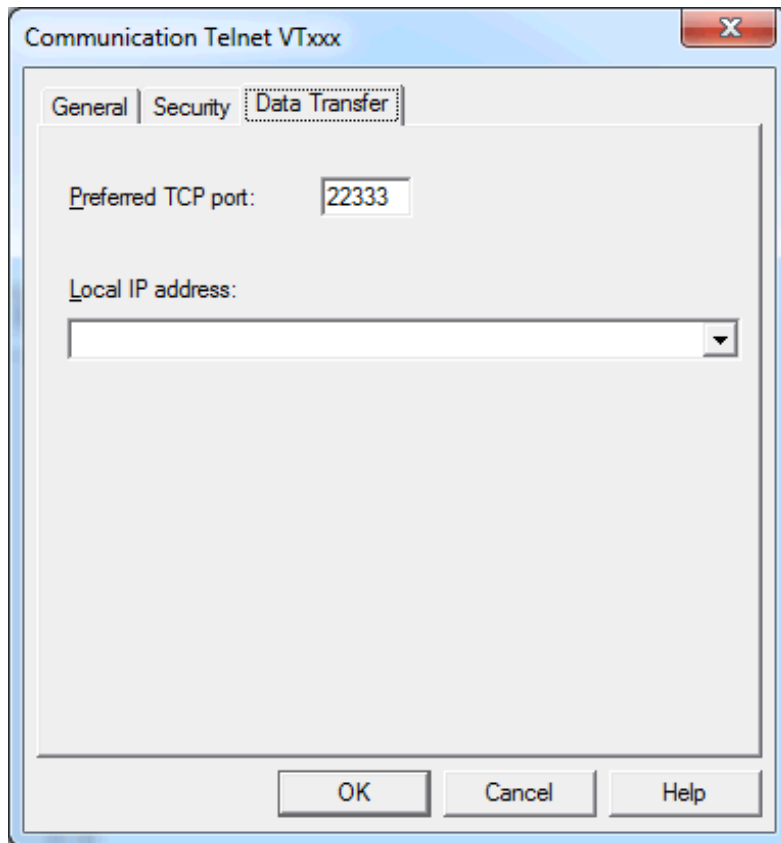 Communication Telnet VTxxx
General Security Data Transfer
Preferred TCP port: 22333
Local IP address:
OK Cancel Help